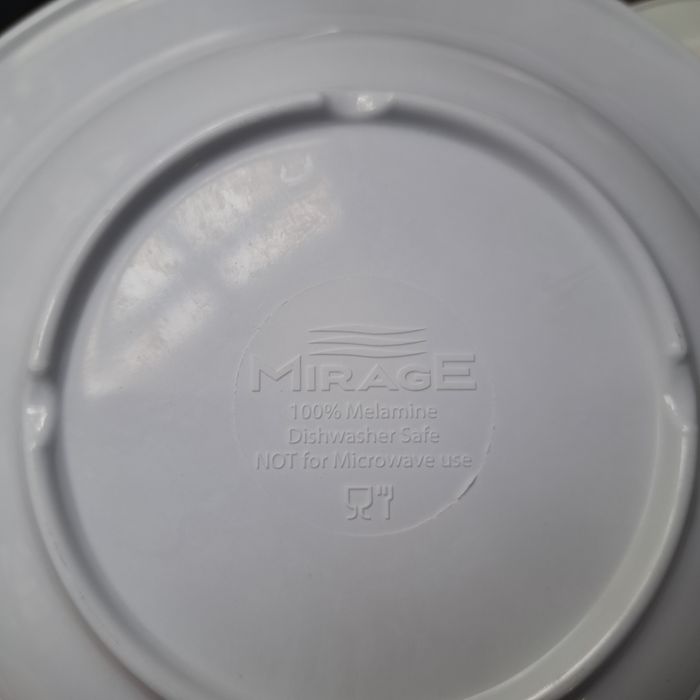 MIRAGE
100% Melamine
Dishwasher Safe
NOT for Microwave use